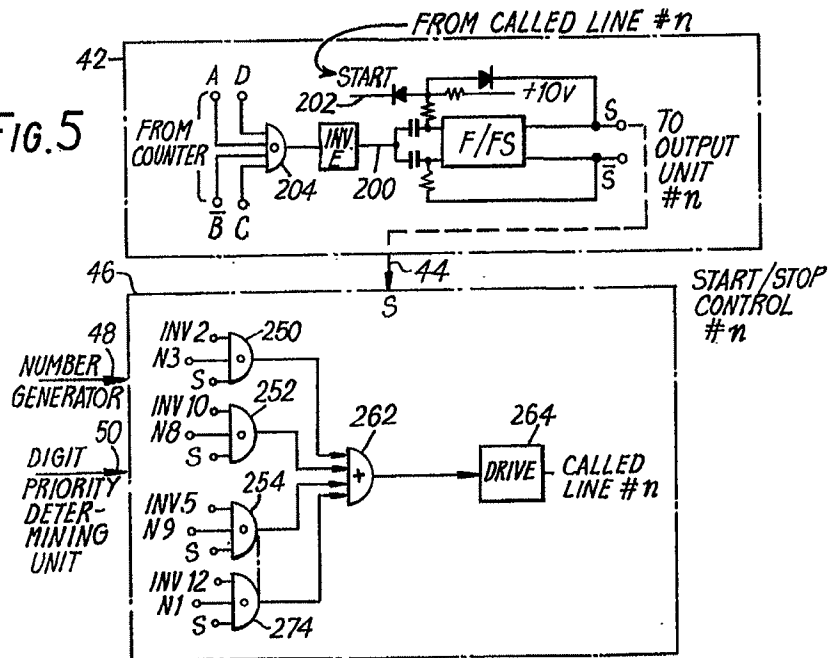 FROM CALLED LINE #n
42
FIG. 5
A D
START
202
+10V
FROM
COUNTER
204
INV.
E
200
F/FS
S
S̅
TO
OUTPUT
UNIT
#n
B̅ C
44
46
S
START/STOP
CONTROL
#n
48
NUMBER
GENERATOR
50
DIGIT
PRIORITY
DETER-
MINING
UNIT
INV 2
N3
S
250
INV 10
N8
S
252
INV 5
N9
S
254
INV 12
N1
S
274
262
+
264
DRIVE
CALLED
LINE #n